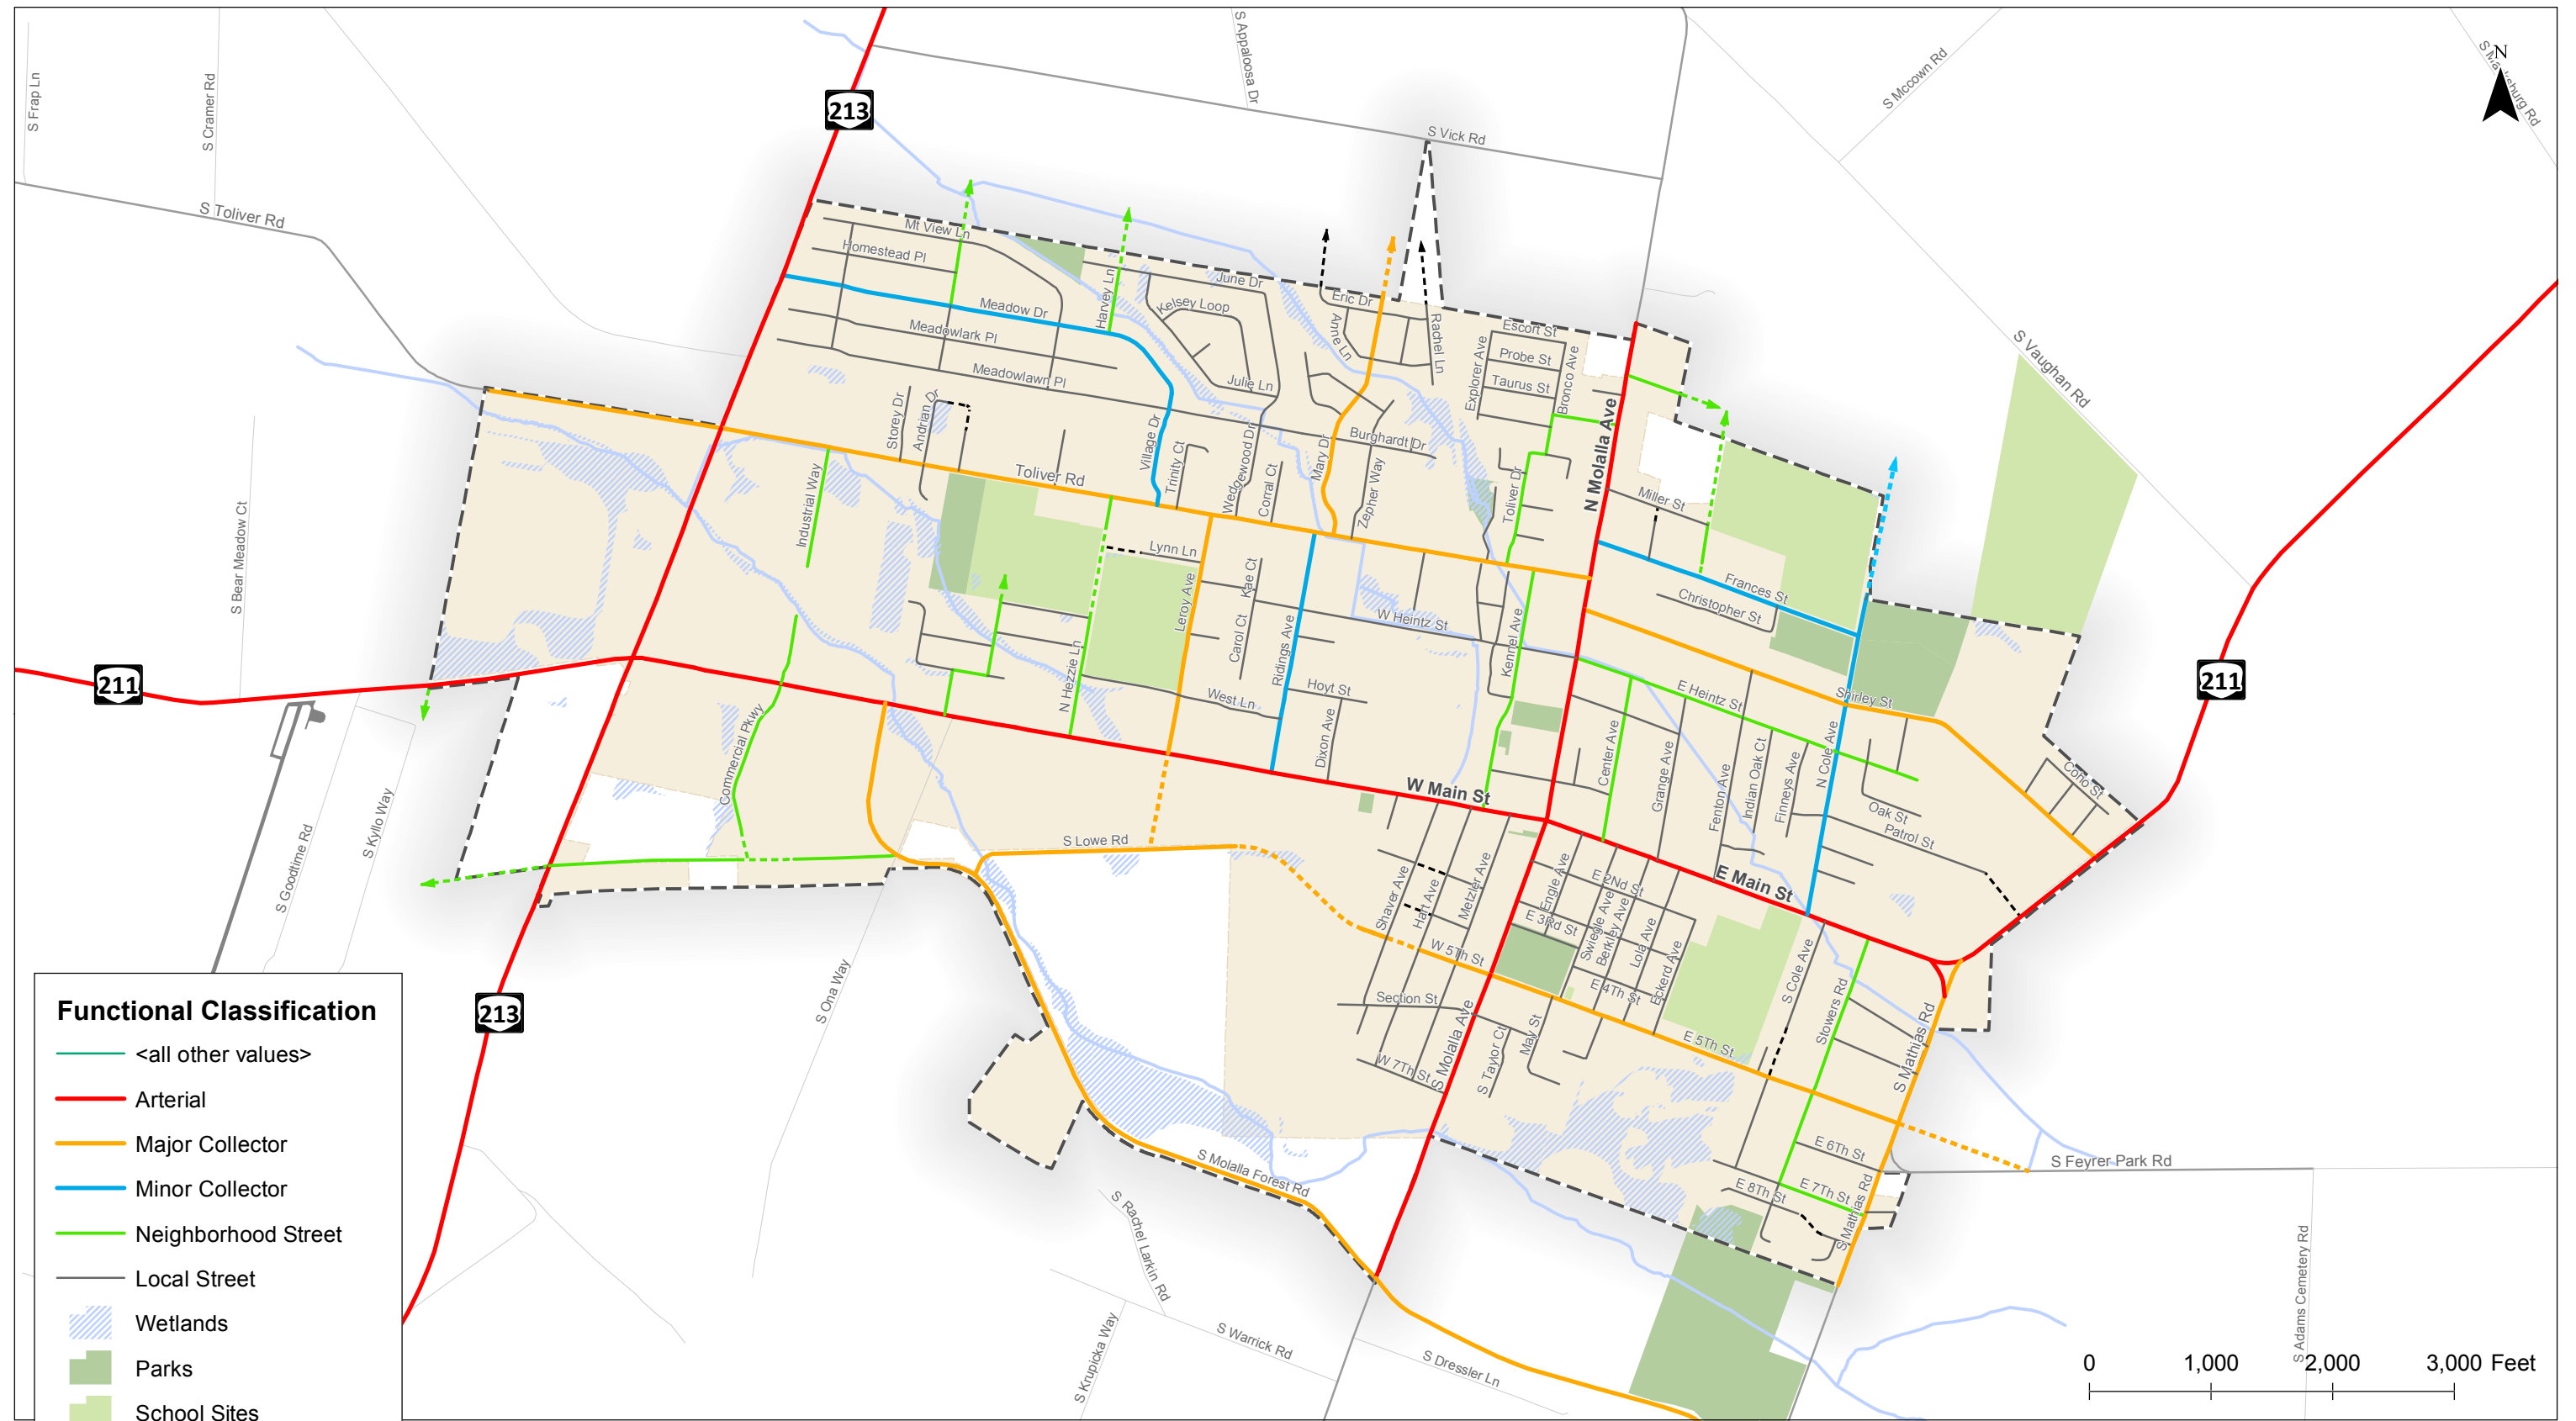 S Frap Ln
S Cramer Rd
S Toliver Rd
213
S Appaloosa Dr
S Vick Rd
S Mccown Rd
N
S Vaughan Rd
Mt View Ln
Homestead Pl
Meadow Dr
Meadowlark Pl
Meadowlawn Pl
Harvey Ln
June Dr
Kelsey Loop
Julie Ln
Eric Dr
Anne Ln
Rachel Ln
Escort St
Probe St
Taurus St
Explorer Ave
Bronco Ave
N Molalla Ave
Storey Dr
Andrian Dr
Village Dr
Trinity Ct
Wedgewood Dr
Corral Ct
Mary Dr
Burghardt Dr
Zepher Way
Toliver Dr
Toliver Rd
Industrial Way
Miller St
S Bear Meadow Ct
Lynn Ln
Leroy Ave
Kae Ct
Carol Ct
Ridings Ave
W Heintz St
Kennel Ave
Frances St
Christopher St
211
N Hezzie Ln
West Ln
Hoyt St
Dixon Ave
E Heintz St
Shirley St
211
Commercial Pkwy
Center Ave
Grange Ave
Fenton Ave
Indian Oak Ct
Finneys Ave
N Cole Ave
Coho St
Oak St
Patrol St
W Main St
S Goodtime Rd
S Kyllo Way
S Lowe Rd
E Main St
Shaver Ave
Hart Ave
Metzler Ave
Engle Ave
E 2Nd St
E 3Rd St
Swiegle Ave
Berkley Ave
Lola Ave
Eckerd Ave
W 5Th St
E 4Th St
S Cole Ave
Stowers Rd
Section St
S Ona Way
213
S Molalla Ave
S Taylor Ct
May St
E 5Th St
S Mathias Rd
W 7Th St
E 6Th St
E 7Th St
E 8Th St
S Mathias Rd
S Feyrer Park Rd
S Molalla Forest Rd
S Rachel Larkin Rd
S Krupicka Way
S Warrick Rd
S Dressler Ln
S Adams Cemetery Rd
Functional Classification
<all other values>
Arterial
Major Collector
Minor Collector
Neighborhood Street
Local Street
Wetlands
Parks
School Sites
0 1,000 2,000 3,000 Feet